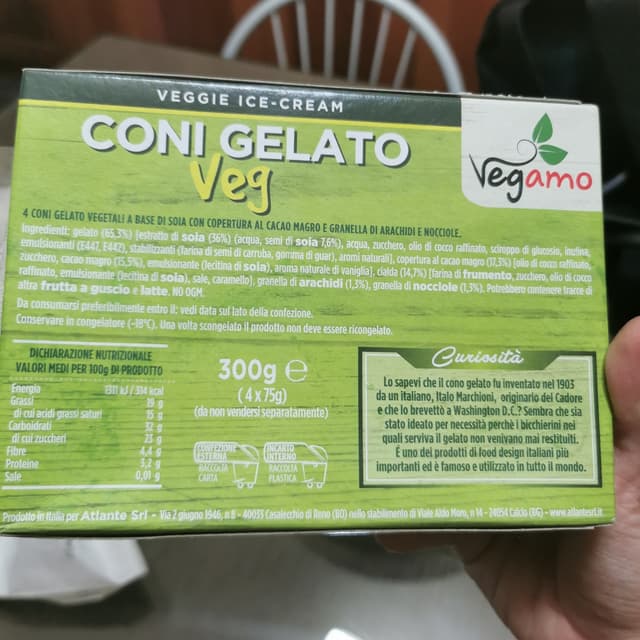 VEGGIE ICE-CREAM
CONI GELATO
Veg
Vegamo
4 CONI GELATO VEGETALI A BASE DI SOIA CON COPERTURA AL CACAO MAGRO E GRANELLA DI ARACHIDI E NOCCIOLE.
Ingredienti: gelato (65,3%) [estratto di soia (36%) (acqua, semi di soia 7,6%), acqua, zucchero, olio di cocco raffinato, sciroppo di glucosio, inulina,
emulsionanti (E447, E442), stabilizzanti (farina di semi di carruba, gomma di guar), aromi naturali], copertura al cacao magro (17,3%) [olio di cocco raffinato,
zucchero, cacao magro (15,5%), emulsionante (lecitina di soia), aroma naturale di vaniglia], cialda (14,7%) [farina di frumento, zucchero, olio di cocco
raffinato, emulsionante (lecitina di soia), sale, caramello], granella di arachidi (1,3%), granella di nocciole (1,3%). Potrebbero contenere tracce di
altra frutta a guscio e latte. NO OGM.
Da consumarsi preferibilmente entro il: vedi data sul lato della confezione.
Conservare in congelatore (-18°C). Una volta scongelato il prodotto non deve essere ricongelato.
DICHIARAZIONE NUTRIZIONALE
VALORI MEDI PER 100g DI PRODOTTO
Energia 1311 kJ / 314 kcal
Grassi 18 g
di cui acidi grassi saturi 15 g
Carboidrati 32 g
di cui zuccheri 23 g
Fibre 4,4 g
Proteine 3,2 g
Sale 0,01 g
300g e
(4 x 75g)
(da non vendersi separatamente)
CONFEZIONE ESTERNA
RACCOLTA CARTA
INCARTO INTERNO
RACCOLTA PLASTICA
Curiosità
Lo sapevi che il cono gelato fu inventato nel 1903
da un italiano, Italo Marchioni, originario del Cadore
e che lo brevettò a Washington D.C.? Sembra che sia
stato ideato per necessità perchè i bicchierini nei
quali serviva il gelato non venivano mai restituiti.
È uno dei prodotti di food design italiani più
importanti ed è famoso e utilizzato in tutto il mondo.
Prodotto in Italia per Atlante Srl - Via 2 giugno 1946, n 8 - 40033 Casalecchio di Reno (BO) nello stabilimento di Viale Aldo Moro, n 14 - 24054 Calcio (BG) - www.atlantesrl.it